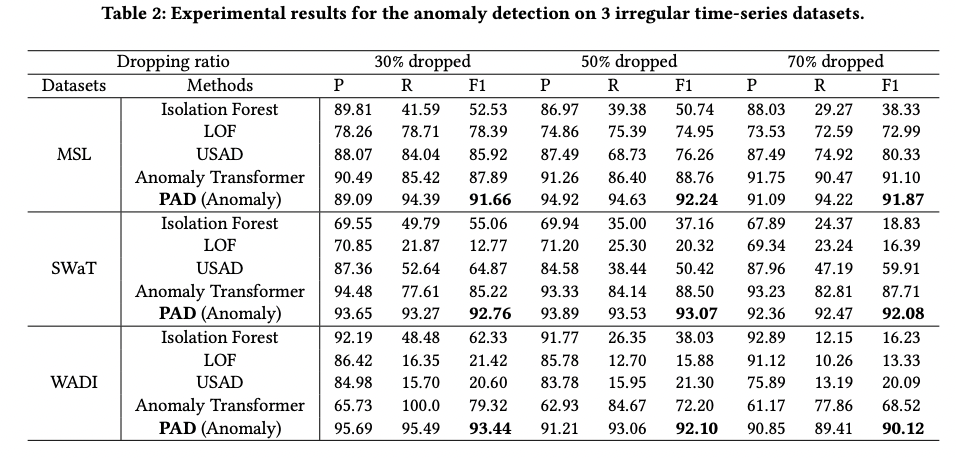 Table 2: Experimental results for the anomaly detection on 3 irregular time-series datasets.
Dropping ratio 30% dropped 50% dropped 70% dropped
Datasets Methods P R F1 P R F1 P R F1
Isolation Forest 89.81 41.59 52.53 86.97 39.38 50.74 88.03 29.27 38.33
LOF 78.26 78.71 78.39 74.86 75.39 74.95 73.53 72.59 72.99
MSL USAD 88.07 84.04 85.92 87.49 68.73 76.26 87.49 74.92 80.33
Anomaly Transformer 90.49 85.42 87.89 91.26 86.40 88.76 91.75 90.47 91.10
PAD (Anomaly) 89.09 94.39 91.66 94.92 94.63 92.24 91.09 94.22 91.87
Isolation Forest 69.55 49.79 55.06 69.94 35.00 37.16 67.89 24.37 18.83
LOF 70.85 21.87 12.77 71.20 25.30 20.32 69.34 23.24 16.39
SWaT USAD 87.36 52.64 64.87 84.58 38.44 50.42 87.96 47.19 59.91
Anomaly Transformer 94.48 77.61 85.22 93.33 84.14 88.50 93.23 82.81 87.71
PAD (Anomaly) 93.65 93.27 92.76 93.89 93.53 93.07 92.36 92.47 92.08
Isolation Forest 92.19 48.48 62.33 91.77 26.35 38.03 92.89 12.15 16.23
LOF 86.42 16.35 21.42 85.78 12.70 15.88 91.12 10.26 13.33
WADI USAD 84.98 15.70 20.60 83.78 15.95 21.30 75.89 13.19 20.09
Anomaly Transformer 65.73 100.0 79.32 62.93 84.67 72.20 61.17 77.86 68.52
PAD (Anomaly) 95.69 95.49 93.44 91.21 93.06 92.10 90.85 89.41 90.12